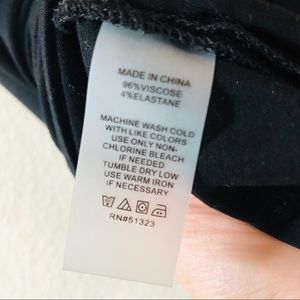 MADE IN CHINA
96%VISCOSE
4%ELASTANE
MACHINE WASH COLD
WITH LIKE COLORS
USE ONLY NON-
CHLORINE BLEACH
IF NEEDED
TUMBLE DRY LOW
USE WARM IRON
IF NECESSARY
RN#51323